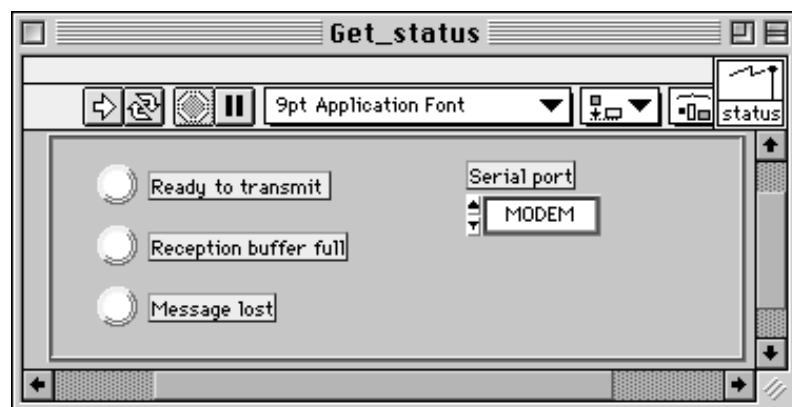 Get_status
9pt Application Font
status
Ready to transmit
Serial port
MODEM
Reception buffer full
Message lost